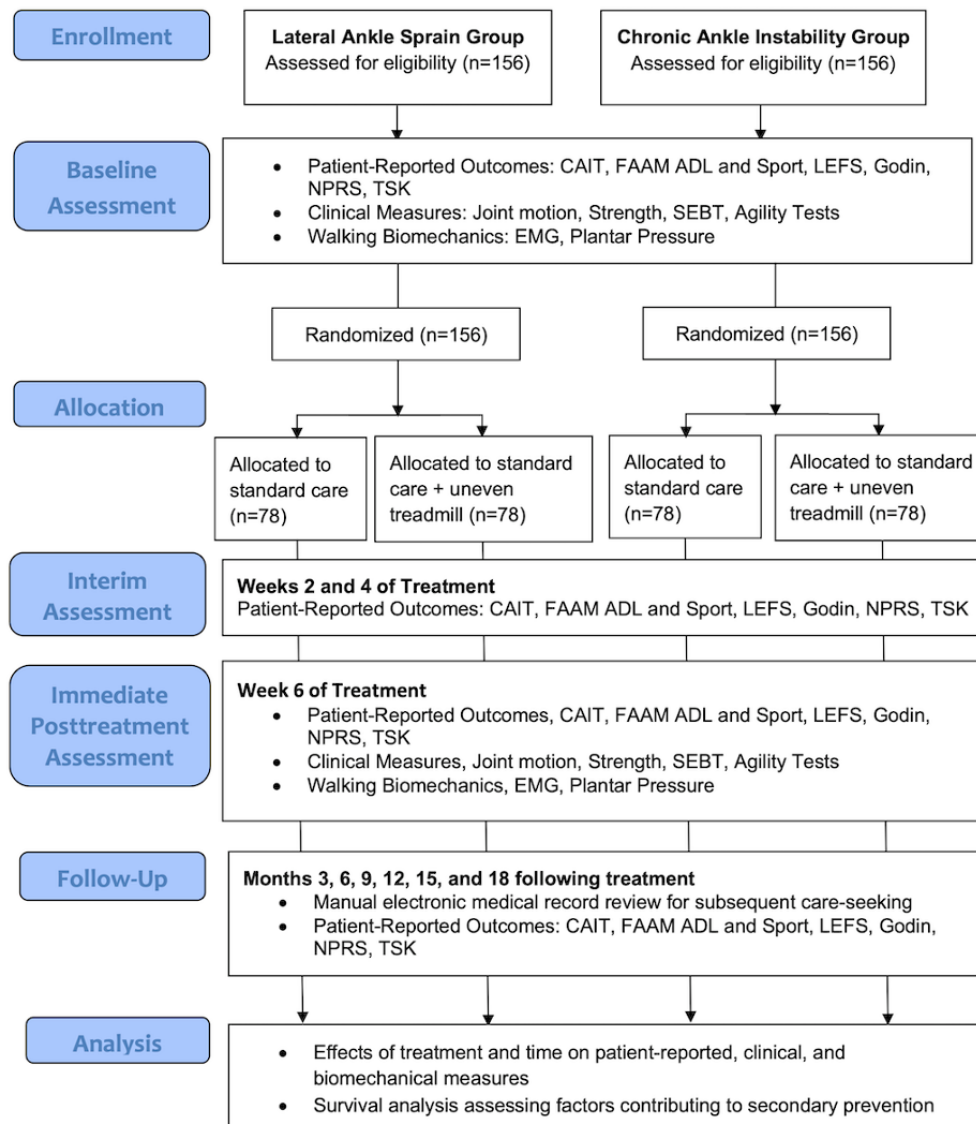 Enrollment
Lateral Ankle Sprain Group
Assessed for eligibility (n=156)
Chronic Ankle Instability Group
Assessed for eligibility (n=156)
Baseline
Assessment
• Patient-Reported Outcomes: CAIT, FAAM ADL and Sport, LEFS, Godin,
NPRS, TSK
• Clinical Measures: Joint motion, Strength, SEBT, Agility Tests
• Walking Biomechanics: EMG, Plantar Pressure
Randomized (n=156)
Randomized (n=156)
Allocation
Allocated to
standard care
(n=78)
Allocated to standard
care + uneven
treadmill (n=78)
Allocated to
standard care
(n=78)
Allocated to standard
care + uneven
treadmill (n=78)
Interim
Assessment
Weeks 2 and 4 of Treatment
Patient-Reported Outcomes: CAIT, FAAM ADL and Sport, LEFS, Godin, NPRS, TSK
Immediate
Posttreatment
Assessment
Week 6 of Treatment
• Patient-Reported Outcomes, CAIT, FAAM ADL and Sport, LEFS, Godin,
NPRS, TSK
• Clinical Measures, Joint motion, Strength, SEBT, Agility Tests
• Walking Biomechanics, EMG, Plantar Pressure
Follow-Up
Months 3, 6, 9, 12, 15, and 18 following treatment
• Manual electronic medical record review for subsequent care-seeking
• Patient-Reported Outcomes: CAIT, FAAM ADL and Sport, LEFS, Godin,
NPRS, TSK
Analysis
• Effects of treatment and time on patient-reported, clinical, and
biomechanical measures
• Survival analysis assessing factors contributing to secondary prevention